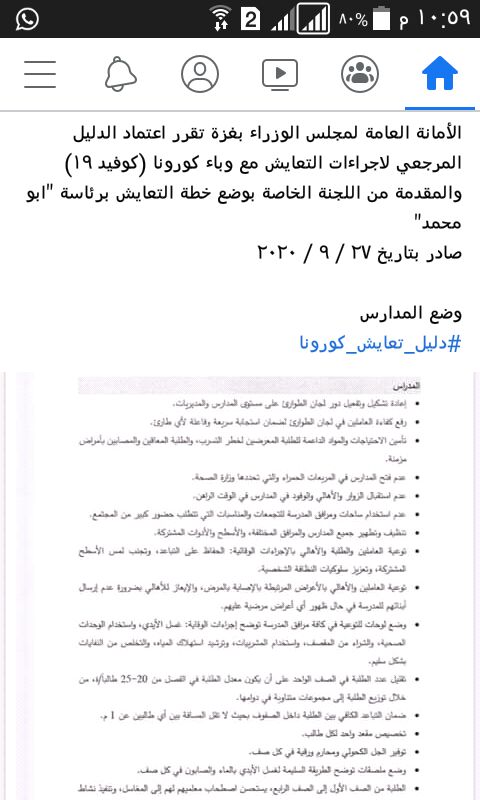 ١٠:٥٩ م
٨٠%
2
الأمانة العامة لمجلس الوزراء بغزة تقرر اعتماد الدليل
المرجعي لاجراءات التعايش مع وباء كورونا (كوفيد ١٩)
والمقدمة من اللجنة الخاصة بوضع خطة التعايش برئاسة "ابو
محمد"
صادر بتاريخ ٢٧ / ٩ / ٢٠٢٠
وضع المدارس
#دليل_تعايش_كورونا
المدارس
• إعادة تشكيل وتفعيل دور لجان الطوارئ على مستوى المدارس والمديريات.
• رفع كفاءة العاملين في لجان الطوارئ لضمان استجابة سريعة وفاعلة لأي طارئ.
• تأمين الاحتياجات والمواد الداعمة للطلبة المعرضين لخطر التسرب، والطلبة المعاقين والمصابين بأمراض
مزمنة.
• عدم فتح المدارس في المربعات الحمراء والتي تحددها وزارة الصحة.
• عدم استقبال الزوار والأهالي والوفود في المدارس في الوقت الراهن.
• عدم استخدام ساحات ومرافق المدرسة للتجمعات والمناسبات التي تتطلب حضور كبير من المجتمع.
• تنظيف وتطهير جميع المدارس والمرافق المختلفة، والأسطح والأدوات المشتركة.
• توعية العاملين والطلبة والأهالي بالإجراءات الوقائية: الحفاظ على التباعد، وتجنب لمس الأسطح
المشتركة، وتعزيز سلوكيات النظافة الشخصية.
• توعية العاملين والأهالي بالأعراض المرتبطة بالإصابة بالمرض، والإيعاز للأهالي بضرورة عدم إرسال
أبنائهم للمدرسة في حال ظهور أي أعراض مرضية عليهم.
• وضع لوحات للتوعية في كافة مرافق المدرسة توضح إجراءات الوقاية: غسل الأيدي، واستخدام الوحدات
الصحية، والشراء من المقصف، واستخدام المشربيات، وترشيد استهلاك المياه، والتخلص من النفايات
بشكل سليم.
• تقليل عدد الطلبة في الصف الواحد على أن يكون معدل الطلبة في الفصل من 20-25 طالباً/ة، من
خلال توزيع الطلبة إلى مجموعات متناوبة في دوامها.
• ضمان التباعد الكافي بين الطلبة داخل الصفوف بحيث لا تقل المسافة بين أي طالبين عن 1 م.
• تخصيص مقعد واحد لكل طالب.
• توفير الجل الكحولي ومحارم ورقية في كل صف.
• وضع ملصقات توضح الطريقة السليمة لغسل الأيدي بالماء والصابون في كل صف.
• الطلبة من الصف الأول إلى الصف الرابع، يستحسن اصطحاب معلميهم لهم إلى المغاسل، وتنفيذ نشاط